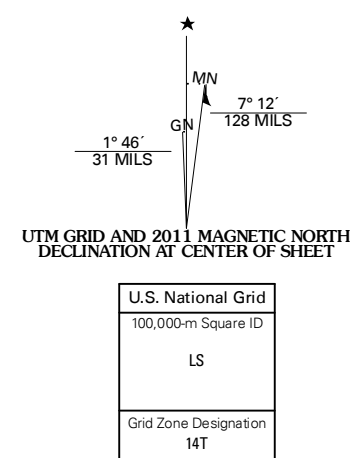 MN
7° 12´
128 MILS
GN
1° 46´
31 MILS
UTM GRID AND 2011 MAGNETIC NORTH
DECLINATION AT CENTER OF SHEET
U.S. National Grid
100,000-m Square ID
LS
Grid Zone Designation
14T